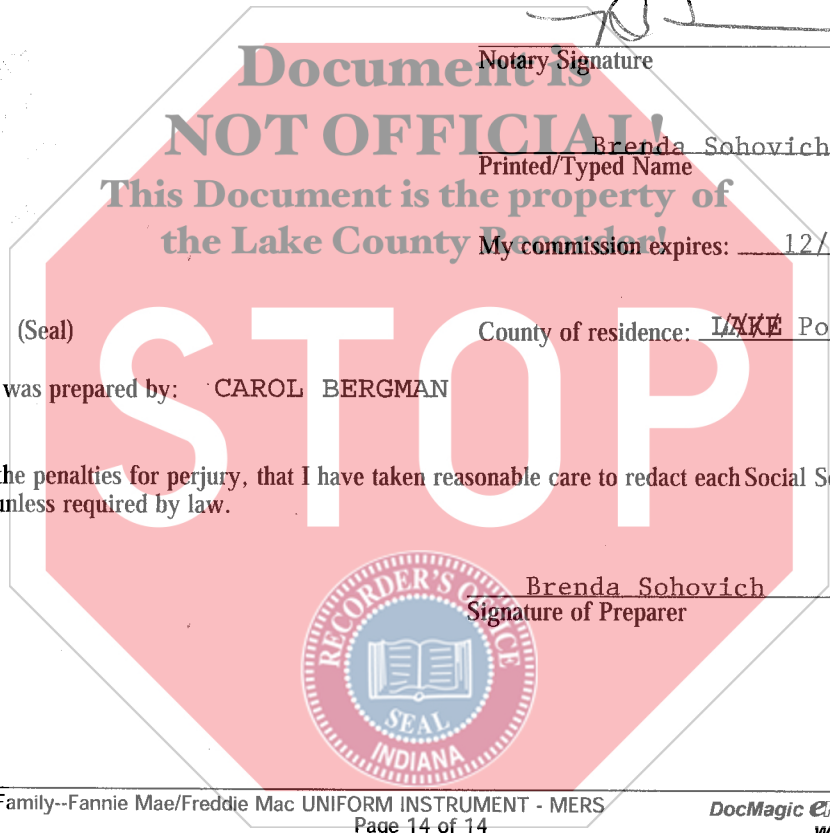 Document is
Notary Signature
NOT OFFICIAL!
Brenda Sohovich
Printed/Typed Name
This Document is the property of
the Lake County Recorder!
My commission expires: 12/
(Seal)
County of residence: LAKE Po
STOP
was prepared by: CAROL BERGMAN
the penalties for perjury, that I have taken reasonable care to redact each Social S
unless required by law.
Brenda Sohovich
Signature of Preparer
RECORDER'S OFFICE
SEAL
INDIANA
Family--Fannie Mae/Freddie Mac UNIFORM INSTRUMENT - MERS
DocMagic
Page 14 of 14